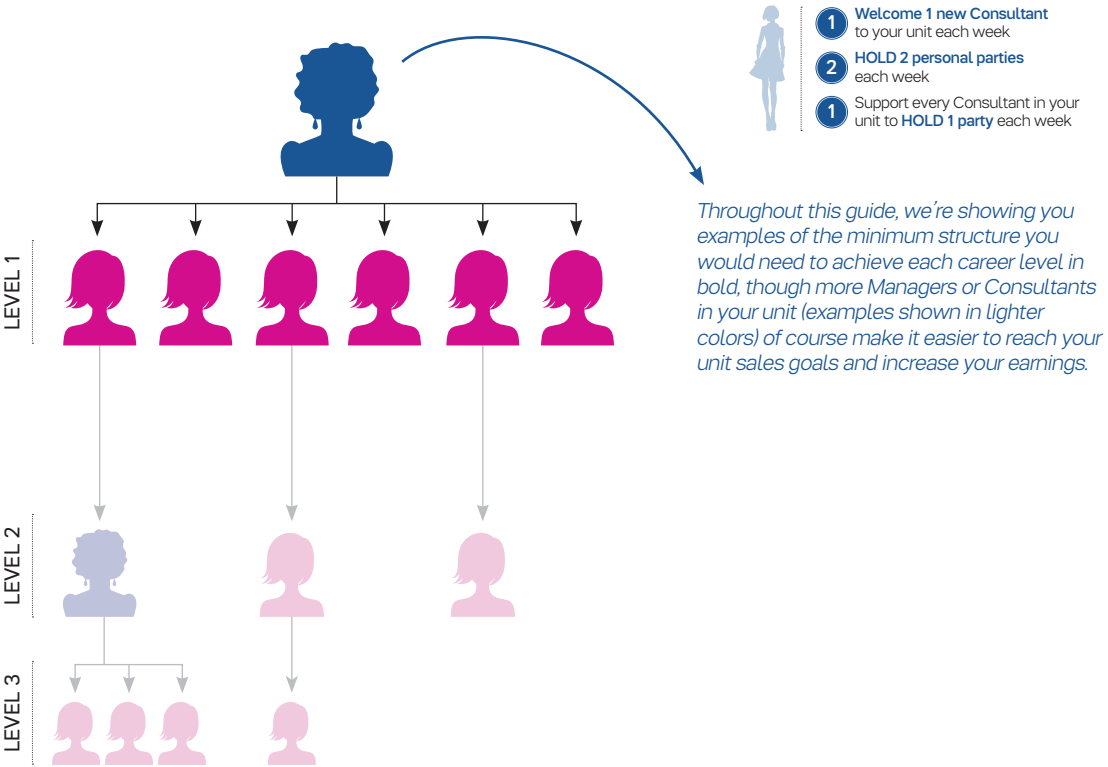 1 Welcome 1 new Consultant
to your unit each week
2 HOLD 2 personal parties
each week
1 Support every Consultant in your
unit to HOLD 1 party each week
Throughout this guide, we’re showing you
examples of the minimum structure you
would need to achieve each career level in
bold, though more Managers or Consultants
in your unit (examples shown in lighter
colors) of course make it easier to reach your
unit sales goals and increase your earnings.
LEVEL 1
LEVEL 2
LEVEL 3